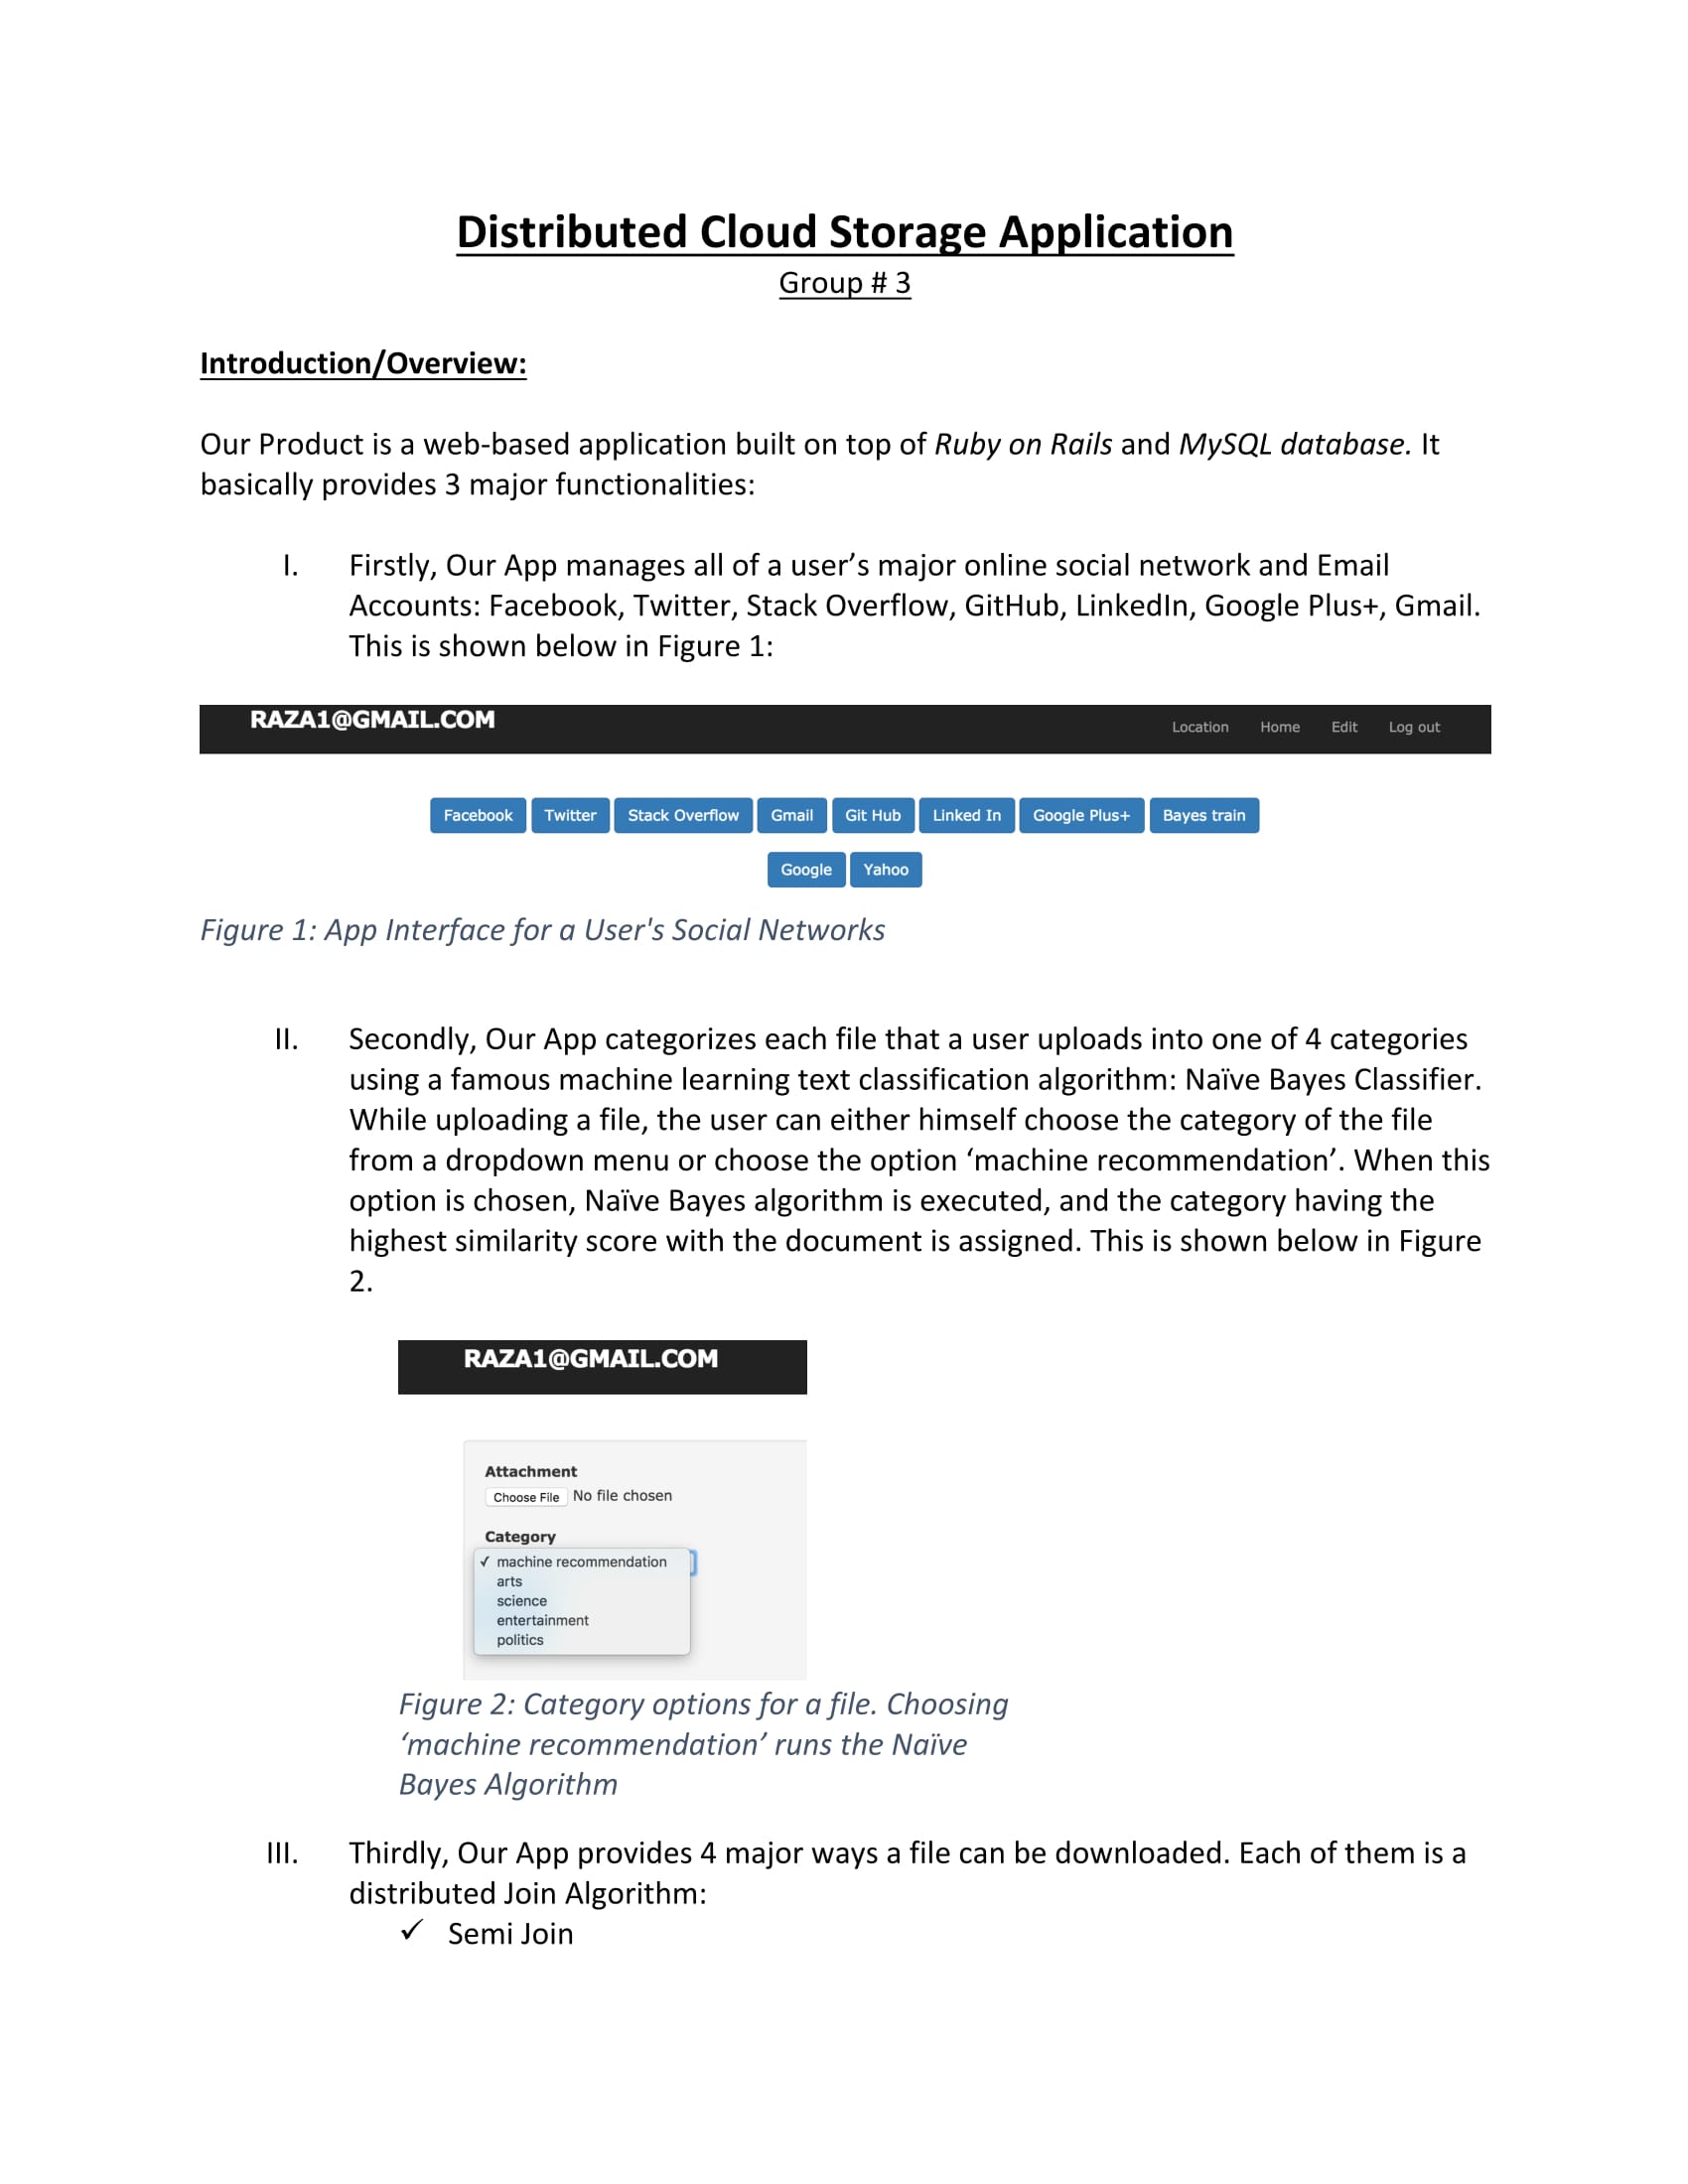 Distributed Cloud Storage Application
Group # 3
Introduction/Overview:
Our Product is a web-based application built on top of Ruby on Rails and MySQL database. It
basically provides 3 major functionalities:
I. Firstly, Our App manages all of a user’s major online social network and Email
Accounts: Facebook, Twitter, Stack Overflow, GitHub, LinkedIn, Google Plus+, Gmail.
This is shown below in Figure 1:
RAZA1@GMAIL.COM Location Home Edit Log out
Facebook Twitter Stack Overflow Gmail Git Hub Linked In Google Plus+ Bayes train
Google Yahoo
Figure 1: App Interface for a User's Social Networks
II. Secondly, Our App categorizes each file that a user uploads into one of 4 categories
using a famous machine learning text classification algorithm: Naïve Bayes Classifier.
While uploading a file, the user can either himself choose the category of the file
from a dropdown menu or choose the option ‘machine recommendation’. When this
option is chosen, Naïve Bayes algorithm is executed, and the category having the
highest similarity score with the document is assigned. This is shown below in Figure
2.
RAZA1@GMAIL.COM
Attachment
Choose File No file chosen
Category
✓ machine recommendation
arts
science
entertainment
politics
Figure 2: Category options for a file. Choosing
‘machine recommendation’ runs the Naïve
Bayes Algorithm
III. Thirdly, Our App provides 4 major ways a file can be downloaded. Each of them is a
distributed Join Algorithm:
✓ Semi Join